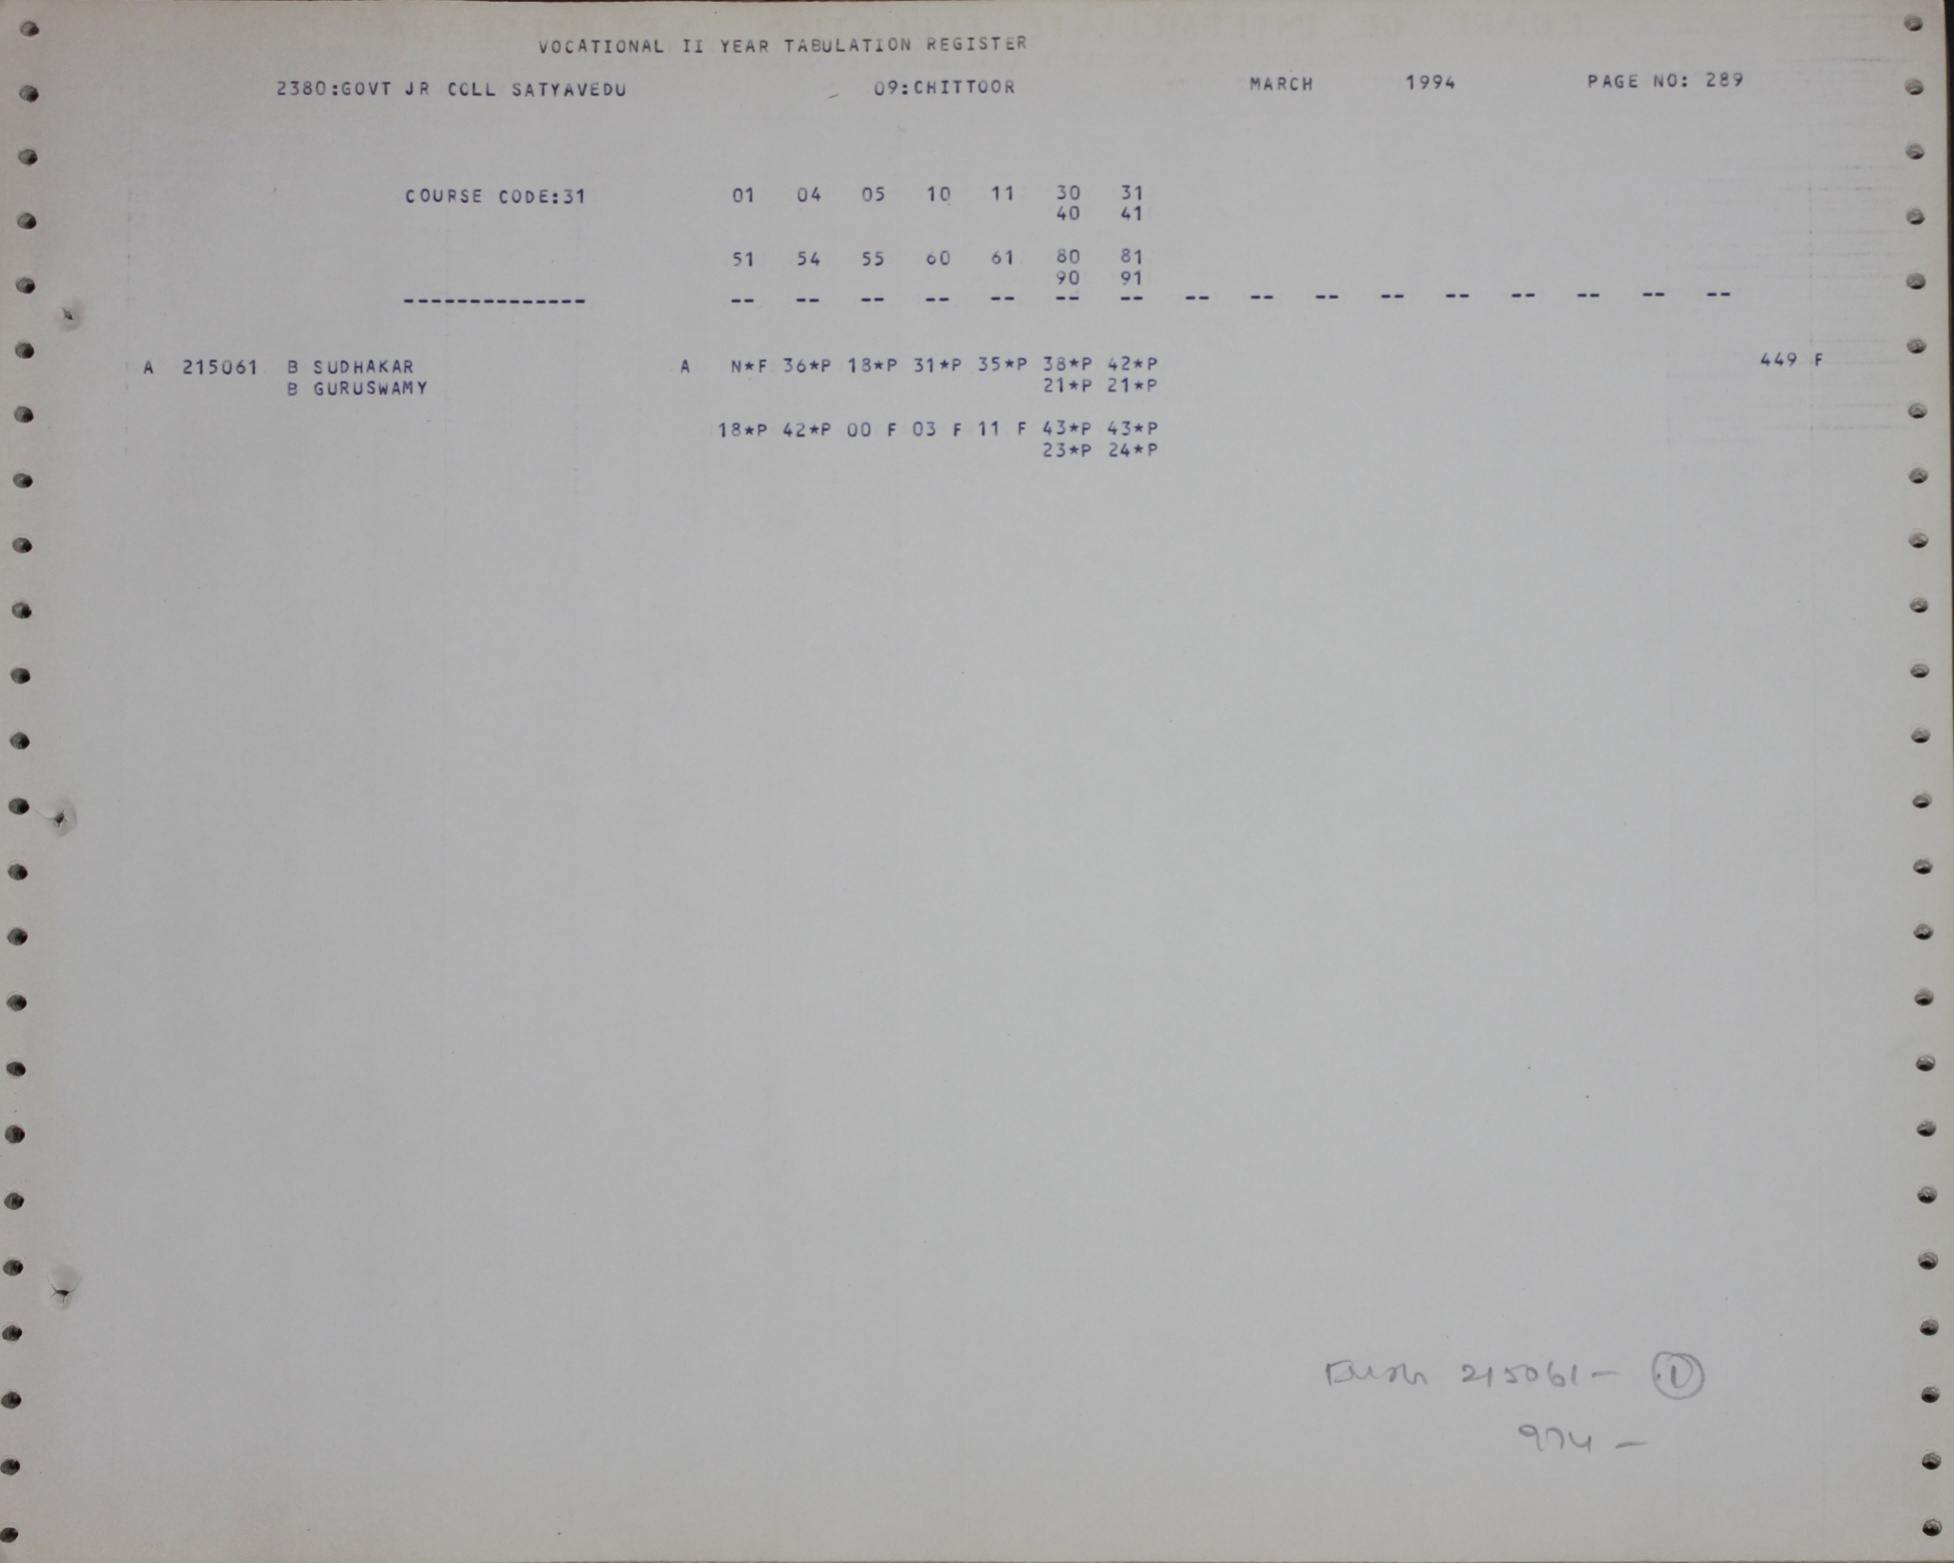 VOCATIONAL II YEAR TABULATION REGISTER
2380:GOVT JR COLL SATYAVEDU 09:CHITTOOR MARCH 1994 PAGE NO: 289
COURSE CODE:31 01 04 05 10 11 30 31
40 41
51 54 55 60 61 80 81
90 91
-------------- -- -- -- -- -- -- -- -- -- -- -- -- -- -- -- --
A 215061 B SUDHAKAR A N*F 36*P 18*P 31*P 35*P 38*P 42*P 449 F
B GURUSWAMY 21*P 21*P
18*P 42*P 00 F 03 F 11 F 43*P 43*P
23*P 24*P
215061 - 1
974 -